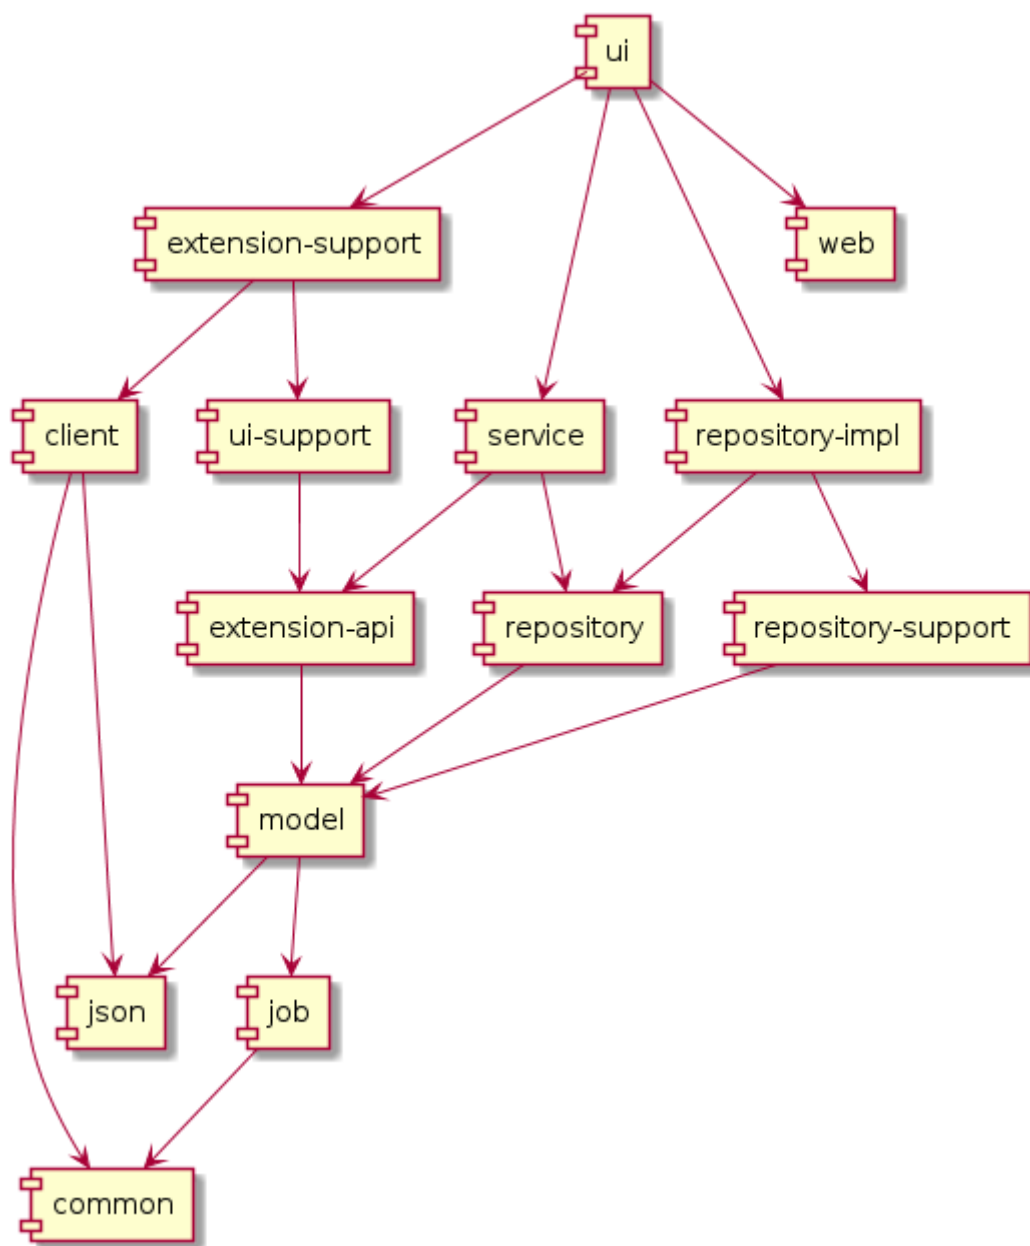 ui
extension-support
web
client
ui-support
service
repository-impl
extension-api
repository
repository-support
model
json
job
common